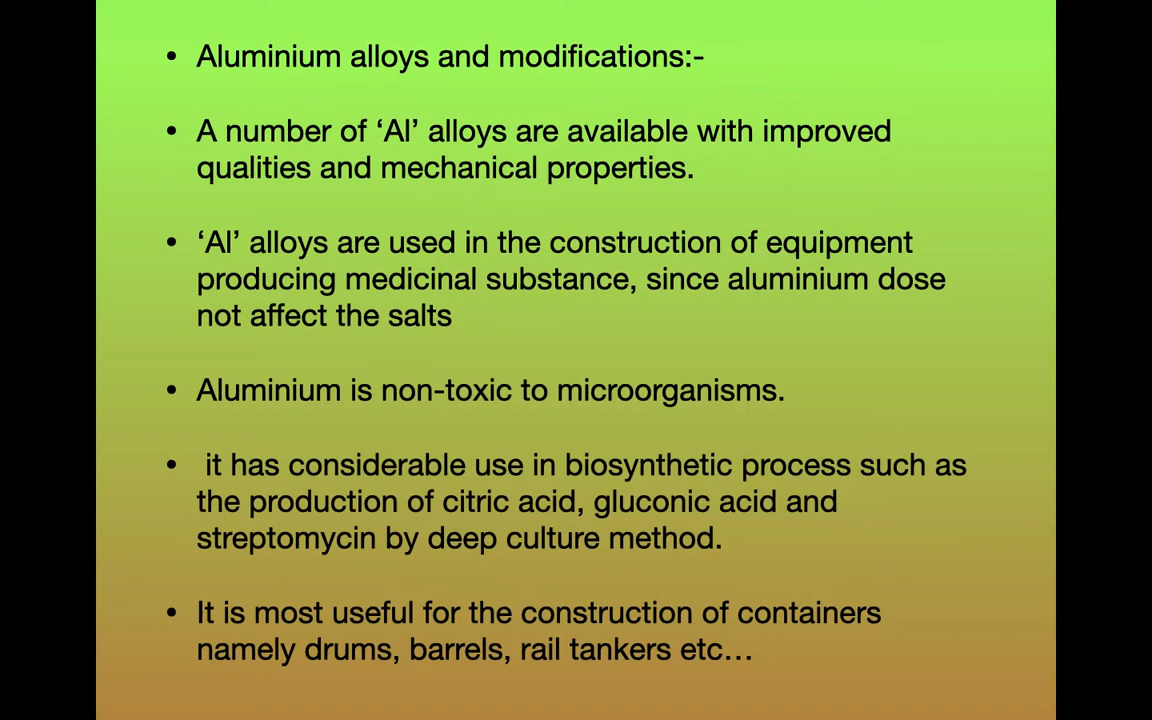 • Aluminium alloys and modifications:-
• A number of ‘Al’ alloys are available with improved
qualities and mechanical properties.
• ‘Al’ alloys are used in the construction of equipment
producing medicinal substance, since aluminium dose
not affect the salts
• Aluminium is non-toxic to microorganisms.
• it has considerable use in biosynthetic process such as
the production of citric acid, gluconic acid and
streptomycin by deep culture method.
• It is most useful for the construction of containers
namely drums, barrels, rail tankers etc…